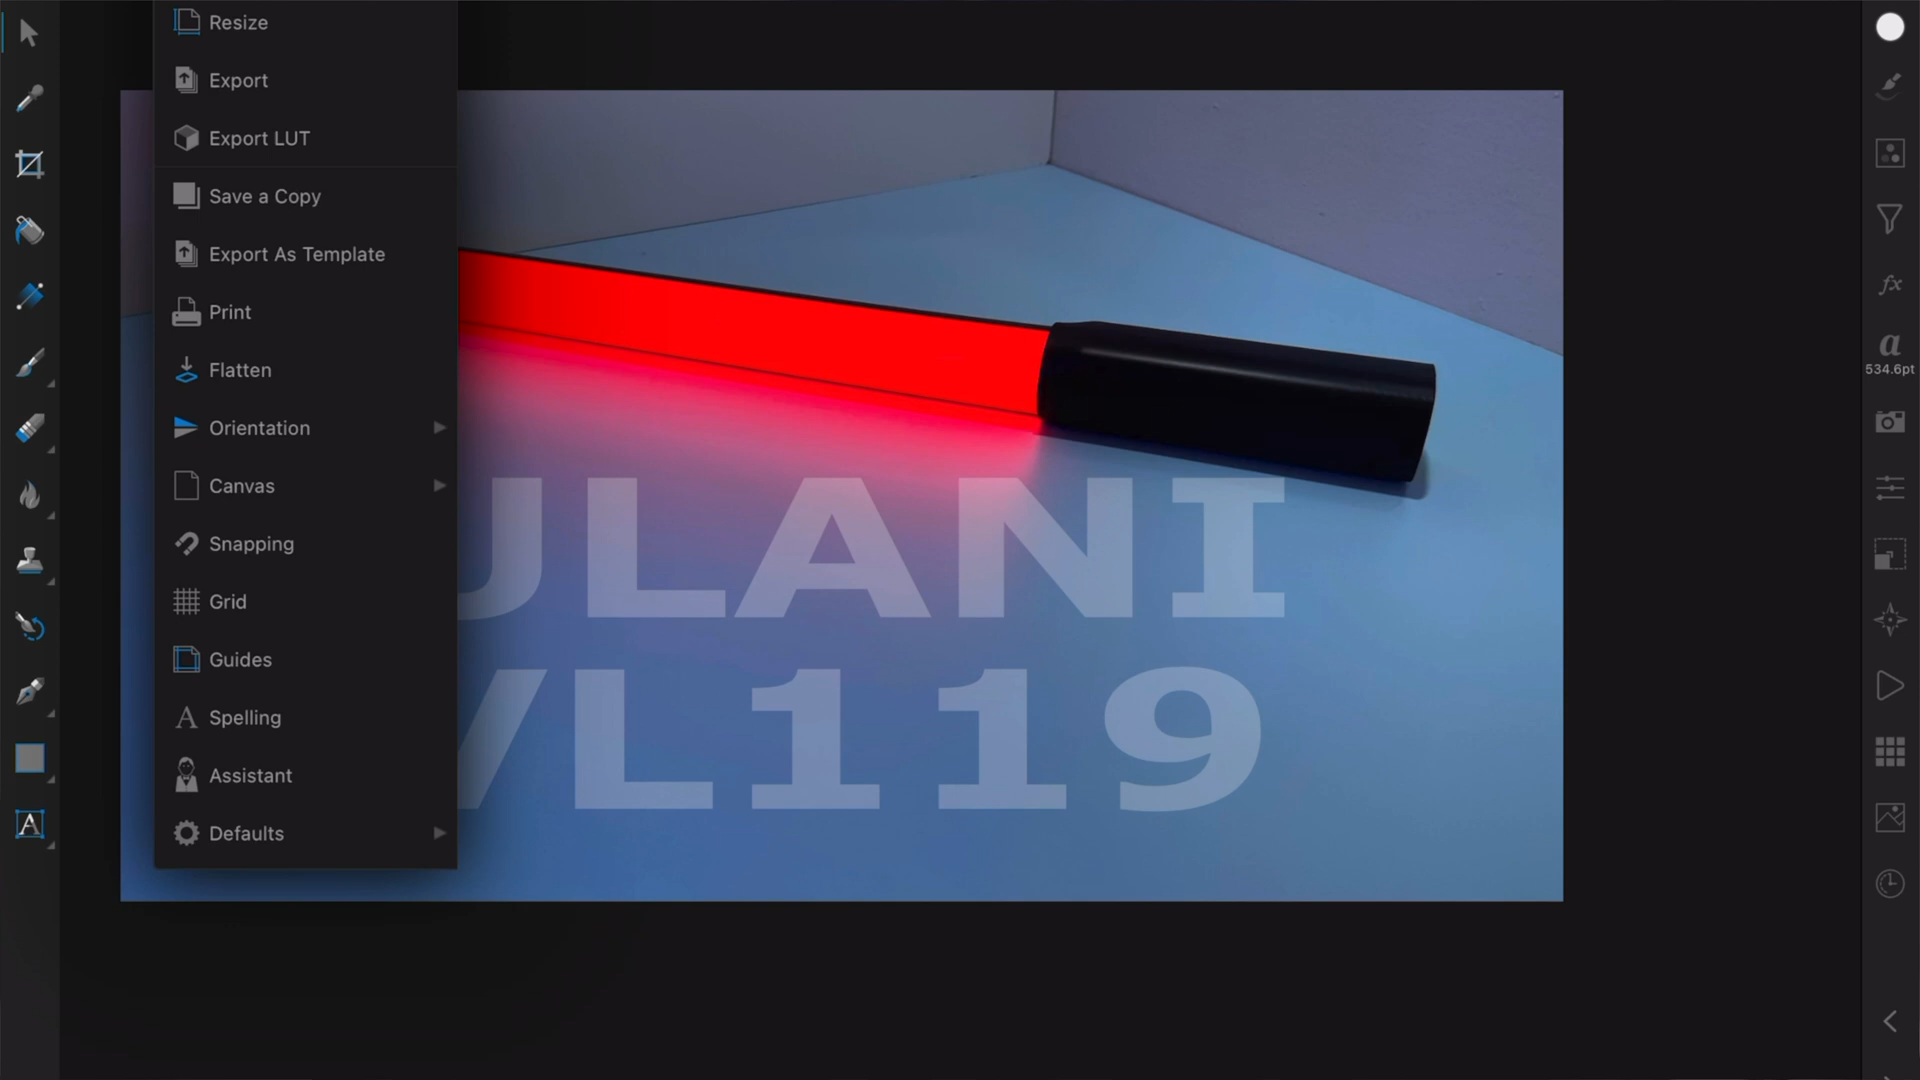 Resize
Export
Export LUT
Save a Copy
Export As Template
Print
Flatten
Orientation
Canvas
Snapping
Grid
Guides
Spelling
Assistant
Defaults
ULANI
VL119
fx
a
534.6pt
A